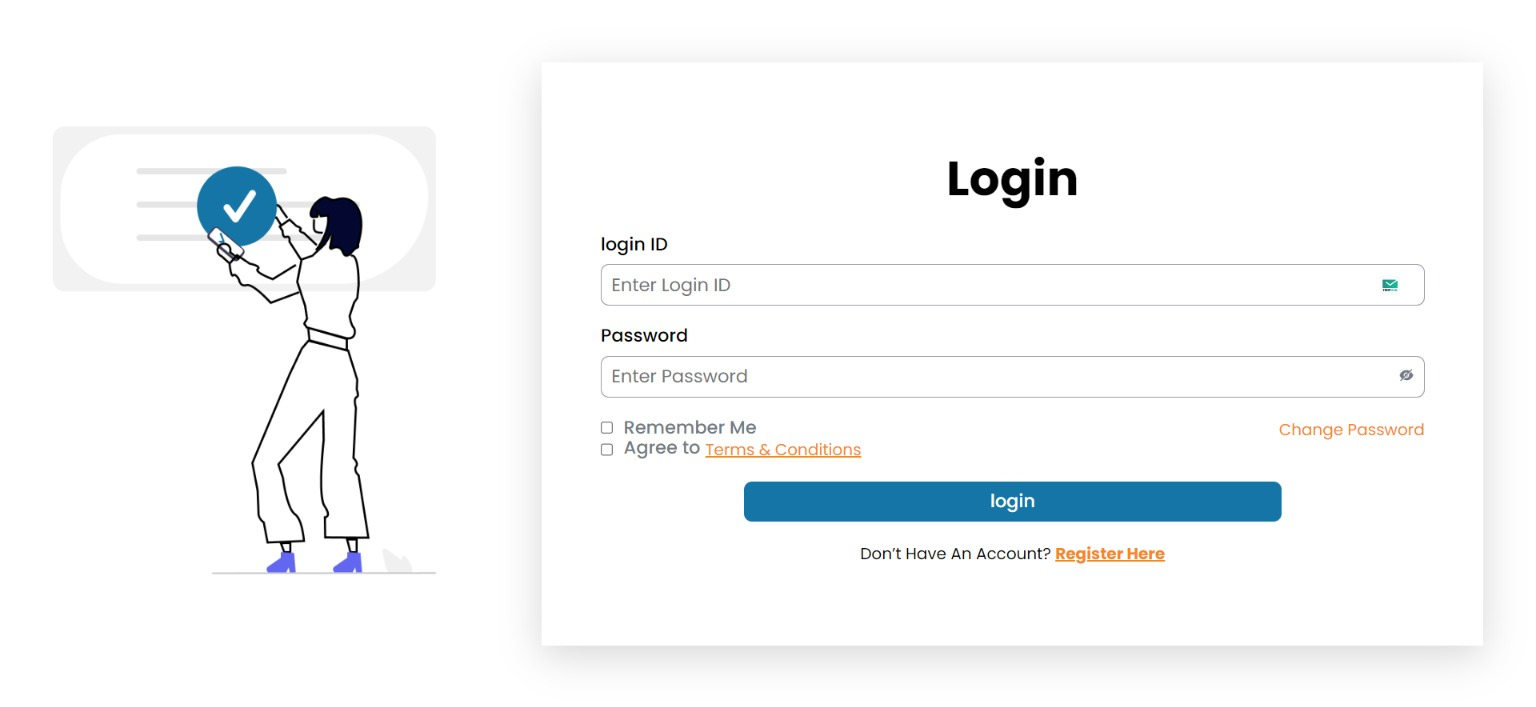 Login
login ID
Enter Login ID
Password
Enter Password
Remember Me
Change Password
Agree to Terms & Conditions
login
Don’t Have An Account? Register Here